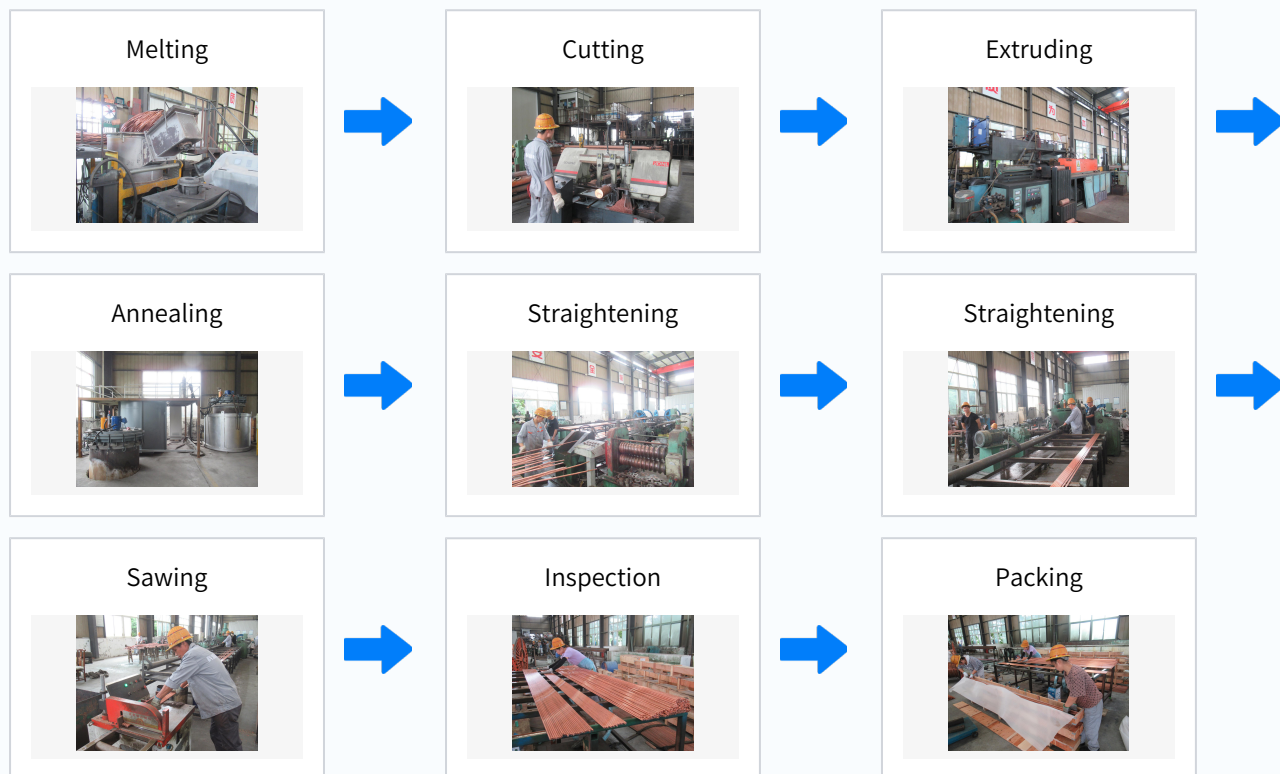 Melting
Cutting
Extruding
Annealing
Straightening
Straightening
Sawing
Inspection
Packing